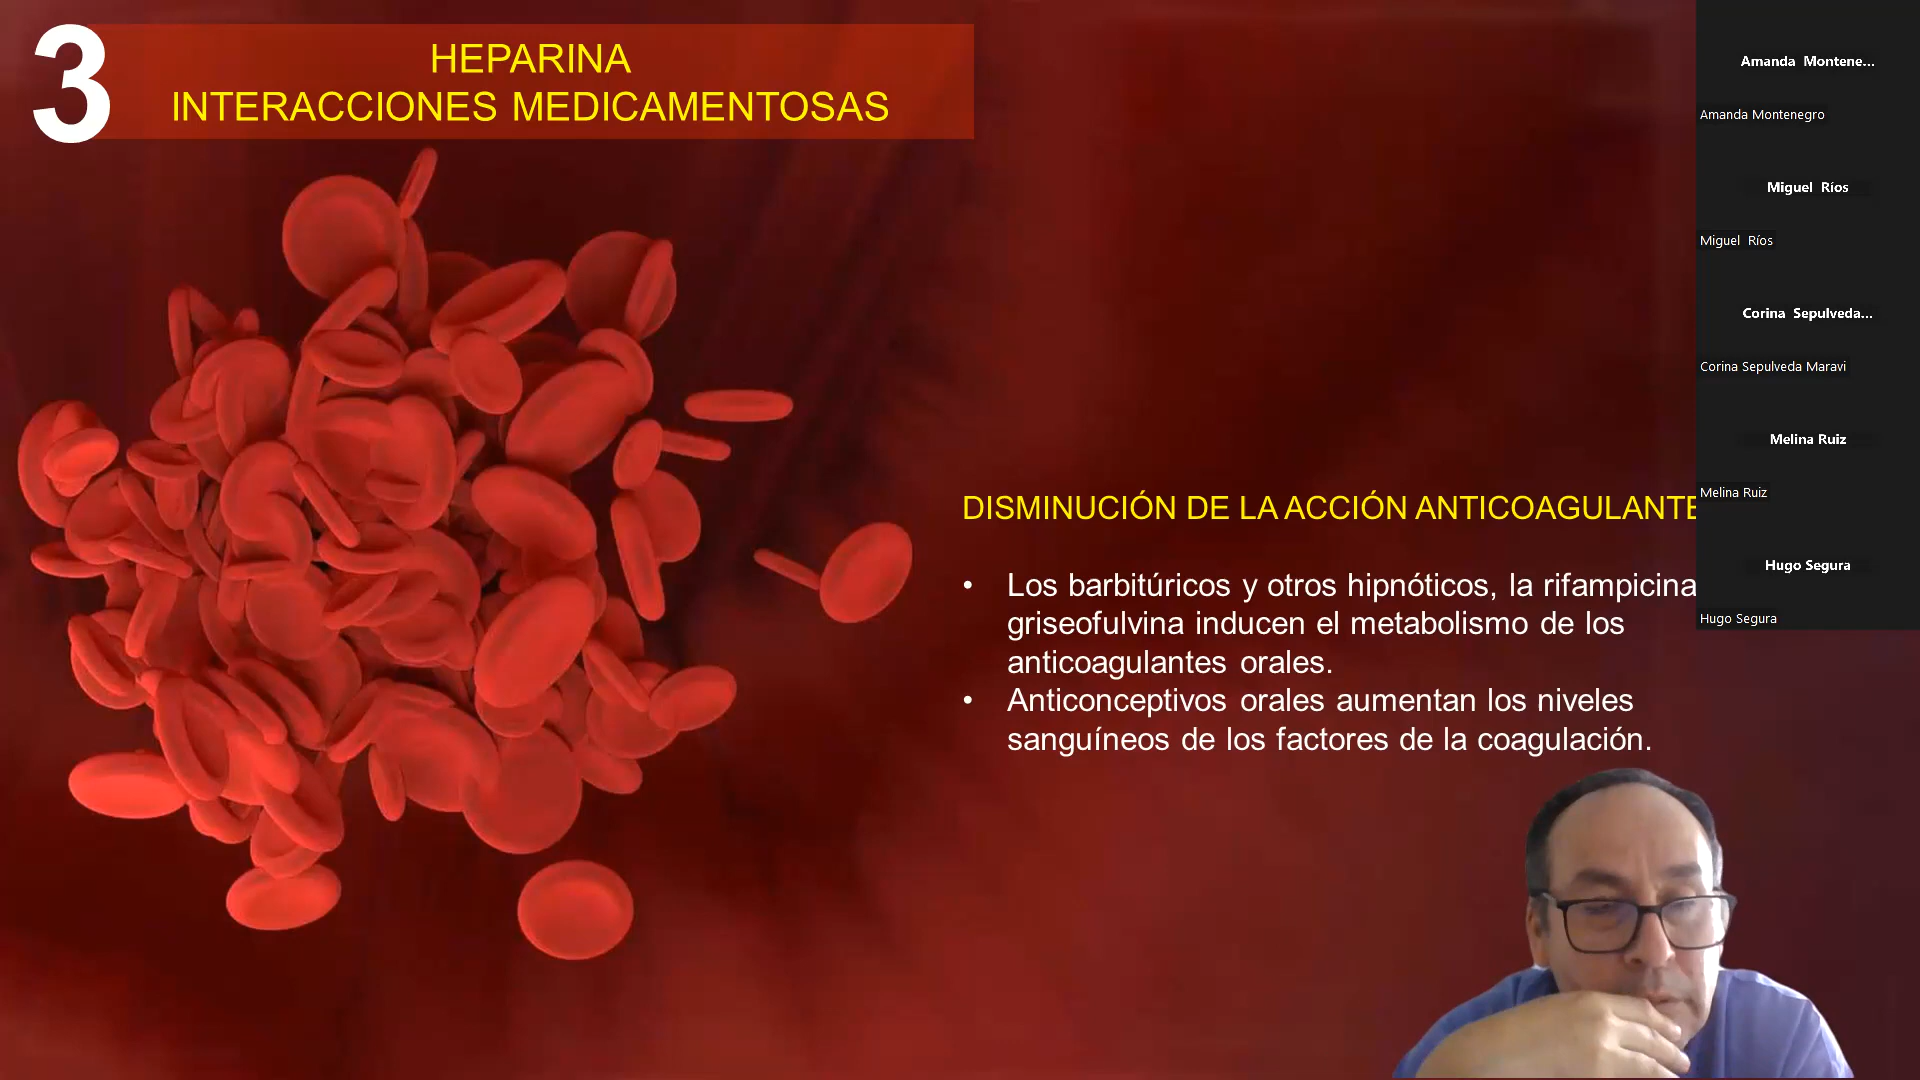 3
HEPARINA
INTERACCIONES MEDICAMENTOSAS
DISMINUCIÓN DE LA ACCIÓN ANTICOAGULANTE
• Los barbitúricos y otros hipnóticos, la rifampicina
griseofulvina inducen el metabolismo de los
anticoagulantes orales.
• Anticonceptivos orales aumentan los niveles
sanguíneos de los factores de la coagulación.
Amanda Montene...
Amanda Montenegro
Miguel Ríos
Miguel Ríos
Corina Sepulveda...
Corina Sepulveda Maravi
Melina Ruiz
Melina Ruiz
Hugo Segura
Hugo Segura